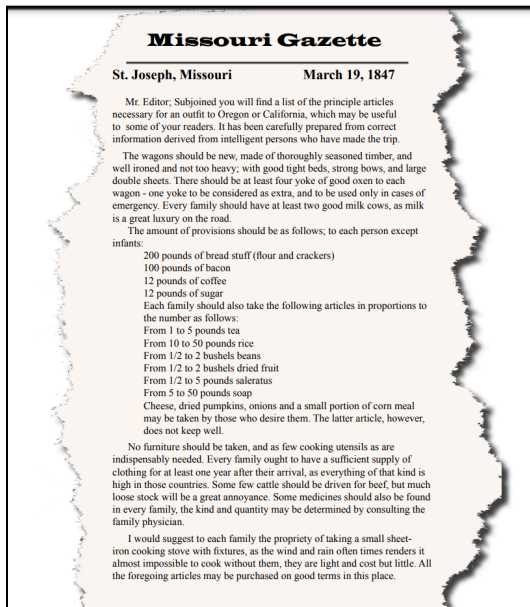 Missouri Gazette
St. Joseph, Missouri March 19, 1847
Mr. Editor; Subjoined you will find a list of the principle articles
necessary for an outfit to Oregon or California, which may be useful
to some of your readers. It has been carefully prepared from correct
information derived from intelligent persons who have made the trip.
The wagons should be new, made of thoroughly seasoned timber, and
well ironed and not too heavy; with good tight beds, strong bows, and large
double sheets. There should be at least four yoke of good oxen to each
wagon - one yoke to be considered as extra, and to be used only in cases of
emergency. Every family should have at least two good milk cows, as milk
is a great luxury on the road.
The amount of provisions should be as follows; to each person except
infants:
200 pounds of bread stuff (flour and crackers)
100 pounds of bacon
12 pounds of coffee
12 pounds of sugar
Each family should also take the following articles in proportions to
the number as follows:
From 1 to 5 pounds tea
From 10 to 50 pounds rice
From 1/2 to 2 bushels beans
From 1/2 to 2 bushels dried fruit
From 1/2 to 5 pounds saleratus
From 5 to 50 pounds soap
Cheese, dried pumpkins, onions and a small portion of corn meal
may be taken by those who desire them. The latter article, however,
does not keep well.
No furniture should be taken, and as few cooking utensils as are
indispensably needed. Every family ought to have a sufficient supply of
clothing for at least one year after their arrival, as everything of that kind is
high in those countries. Some few cattle should be driven for beef, but much
loose stock will be a great annoyance. Some medicines should also be found
in every family, the kind and quantity may be determined by consulting the
family physician.
I would suggest to each family the propriety of taking a small sheet-
iron cooking stove with fixtures, as the wind and rain often times renders it
almost impossible to cook without them, they are light and cost but little. All
the foregoing articles may be purchased on good terms in this place.